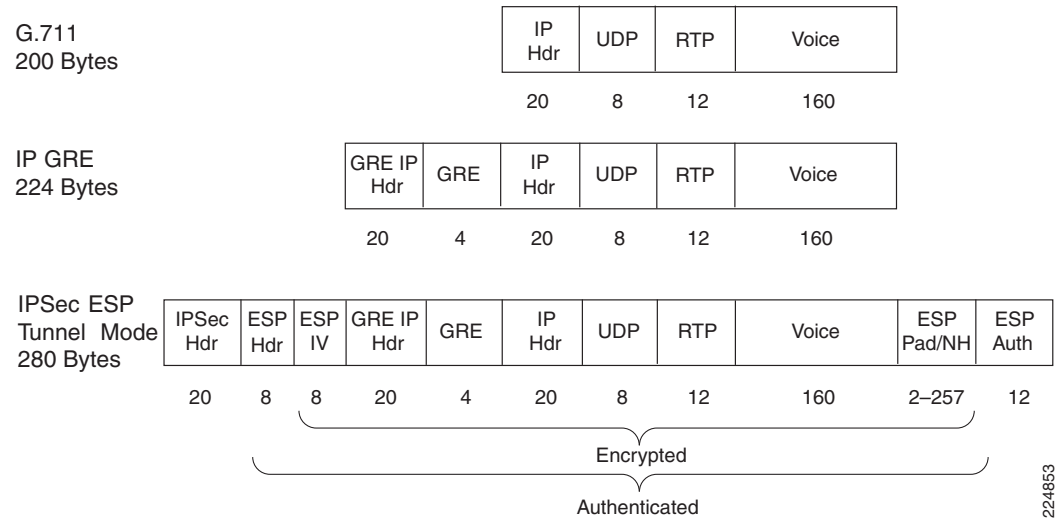 G.711
200 Bytes
IP Hdr UDP RTP Voice
20 8 12 160
IP GRE
224 Bytes
GRE IP Hdr GRE IP Hdr UDP RTP Voice
20 4 20 8 12 160
IPSec ESP
Tunnel Mode
280 Bytes
IPSec Hdr ESP Hdr ESP IV GRE IP Hdr GRE IP Hdr UDP RTP Voice ESP Pad/NH ESP Auth
20 8 8 20 4 20 8 12 160 2–257 12
Encrypted
Authenticated
224853